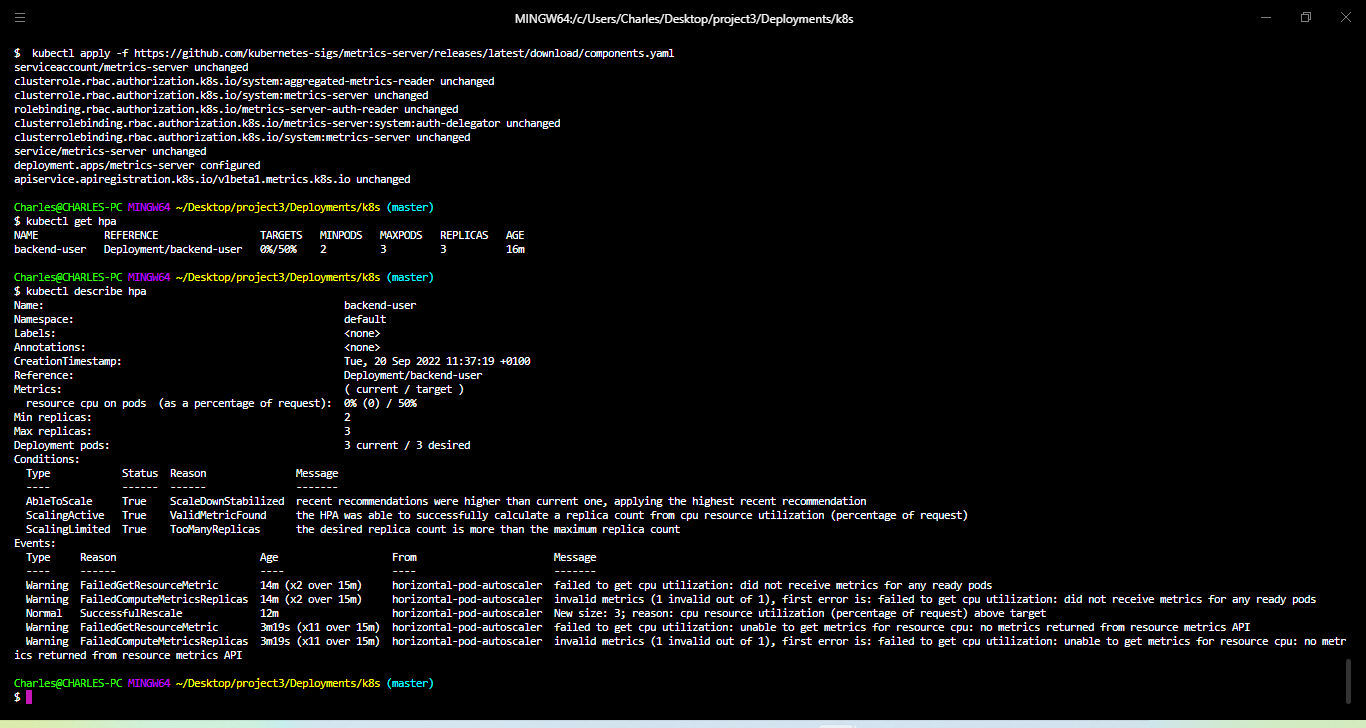 MINGW64:/c/Users/Charles/Desktop/project3/Deployments/k8s
$  kubectl apply -f https://github.com/kubernetes-sigs/metrics-server/releases/latest/download/components.yaml
serviceaccount/metrics-server unchanged
clusterrole.rbac.authorization.k8s.io/system:aggregated-metrics-reader unchanged
clusterrole.rbac.authorization.k8s.io/system:metrics-server unchanged
rolebinding.rbac.authorization.k8s.io/metrics-server-auth-reader unchanged
clusterrolebinding.rbac.authorization.k8s.io/metrics-server:system:auth-delegator unchanged
clusterrolebinding.rbac.authorization.k8s.io/system:metrics-server unchanged
service/metrics-server unchanged
deployment.apps/metrics-server configured
apiservice.apiregistration.k8s.io/v1beta1.metrics.k8s.io unchanged
Charles@CHARLES-PC MINGW64 ~/Desktop/project3/Deployments/k8s (master)
$ kubectl get hpa
NAME           REFERENCE                 TARGETS   MINPODS   MAXPODS   REPLICAS   AGE
backend-user   Deployment/backend-user   0%/50%    2         3         3          16m
Charles@CHARLES-PC MINGW64 ~/Desktop/project3/Deployments/k8s (master)
$ kubectl describe hpa
Name:                                                  backend-user
Namespace:                                             default
Labels:                                                <none>
Annotations:                                           <none>
CreationTimestamp:                                     Tue, 20 Sep 2022 11:37:19 +0100
Reference:                                             Deployment/backend-user
Metrics:                                               ( current / target )
  resource cpu on pods  (as a percentage of request):  0% (0) / 50%
Min replicas:                                          2
Max replicas:                                          3
Deployment pods:                                       3 current / 3 desired
Conditions:
  Type            Status  Reason               Message
  ----            ------  ------               -------
  AbleToScale     True    ScaleDownStabilized  recent recommendations were higher than current one, applying the highest recent recommendation
  ScalingActive   True    ValidMetricFound     the HPA was able to successfully calculate a replica count from cpu resource utilization (percentage of request)
  ScalingLimited  True    TooManyReplicas      the desired replica count is more than the maximum replica count
Events:
  Type     Reason                        Age                   From                       Message
  ----     ------                        ----                  ----                       -------
  Warning  FailedGetResourceMetric       14m (x2 over 15m)     horizontal-pod-autoscaler  failed to get cpu utilization: did not receive metrics for any ready pods
  Warning  FailedComputeMetricsReplicas  14m (x2 over 15m)     horizontal-pod-autoscaler  invalid metrics (1 invalid out of 1), first error is: failed to get cpu utilization: did not receive metrics for any ready pods
  Normal   SuccessfulRescale             12m                   horizontal-pod-autoscaler  New size: 3; reason: cpu resource utilization (percentage of request) above target
  Warning  FailedGetResourceMetric       3m19s (x11 over 15m)  horizontal-pod-autoscaler  failed to get cpu utilization: unable to get metrics for resource cpu: no metrics returned from resource metrics API
  Warning  FailedComputeMetricsReplicas  3m19s (x11 over 15m)  horizontal-pod-autoscaler  invalid metrics (1 invalid out of 1), first error is: failed to get cpu utilization: unable to get metrics for resource cpu: no metr
ics returned from resource metrics API
Charles@CHARLES-PC MINGW64 ~/Desktop/project3/Deployments/k8s (master)
$